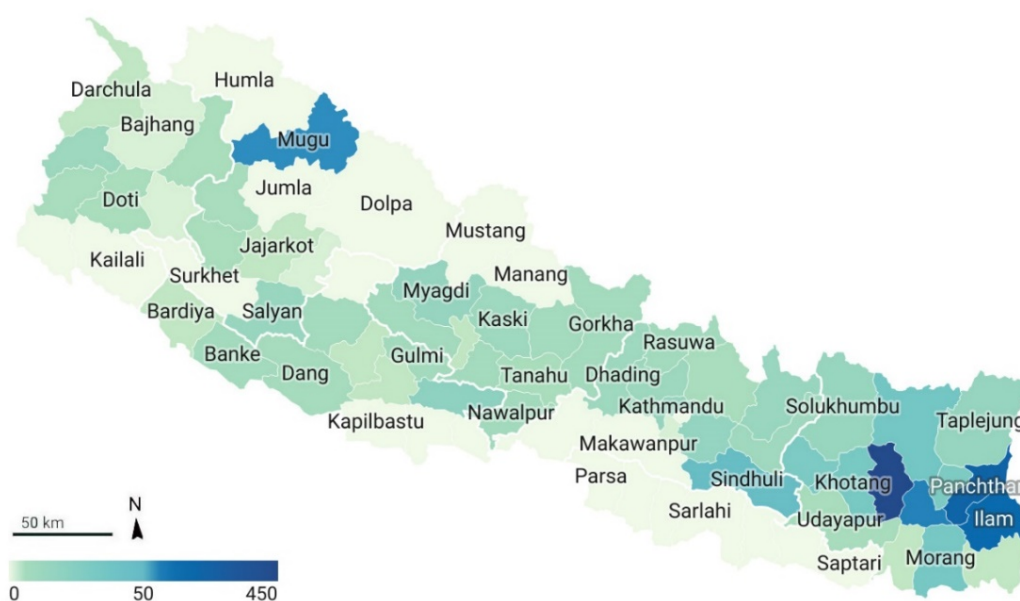 Humla
Darchula
Bajhang
Mugu
Jumla
Doti
Dolpa
Mustang
Jajarkot
Kailali
Surkhet
Manang
Myagdi
Bardiya
Salyan
Kaski
Gorkha
Rasuwa
Banke
Gulmi
Dang
Tanahu
Dhading
Kathmandu
Solukhumbu
Taplejung
Kapilbastu
Nawalpur
Makawanpur
Parsa
Sindhuli
Khotang
Panchthar
Sarlahi
Udayapur
Ilam
Saptari
Morang
N
50 km
0 50 450